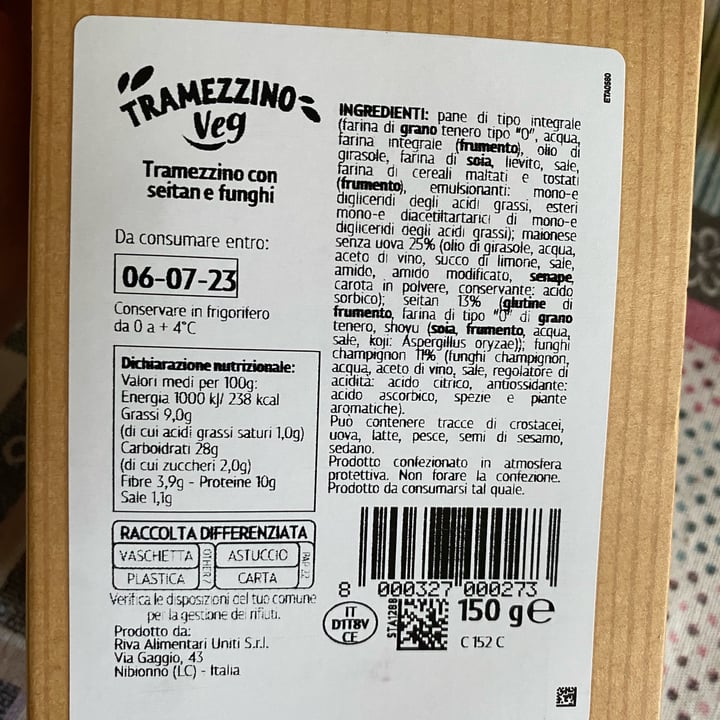 TRAMEZZINO
Veg
Tramezzino con
seitan e funghi
Da consumare entro:
06-07-23
Conservare in frigorifero
da 0 a + 4°C
Dichiarazione nutrizionale:
Valori medi per 100g:
Energia 1000 kJ/ 238 kcal
Grassi 9,0g
(di cui acidi grassi saturi 1,0g)
Carboidrati 28g
(di cui zuccheri 2,0g)
Fibre 3,9g - Proteine 10g
Sale 1,1g
RACCOLTA DIFFERENZIATA
VASCHETTA OTHER7 ASTUCCIO PAP 22
PLASTICA CARTA
Verifica le disposizioni del tuo comune
per la gestione dei rifiuti.
Prodotto da:
Riva Alimentari Uniti S.r.l.
Via Gaggio, 43
Nibionno (LC) - Italia
ETA0580
INGREDIENTI: pane di tipo integrale
(farina di grano tenero tipo "0", acqua,
farina integrale (frumento), olio di
girasole, farina di soia, lievito, sale,
farina di cereali maltati e tostati
(frumento), emulsionanti: mono-e
digliceridi degli acidi grassi, esteri
mono-e diacetiltartarici di mono-e
digliceridi degli acidi grassi); maionese
senza uova 25% (olio di girasole, acqua,
aceto di vino, succo di limone, sale,
amido, amido modificato, senape,
carota in polvere, conservante: acido
sorbico); seitan 13% (glutine di
frumento, farina di tipo "0" di grano
tenero, shoyu (soia, frumento, acqua,
sale, koji: Aspergillus oryzae)); funghi
champignon 11% (funghi champignon,
acqua, aceto di vino, sale, regolatore di
acidità: acido citrico, antiossidante:
acido ascorbico, spezie e piante
aromatiche).
Può contenere tracce di crostacei,
uova, latte, pesce, semi di sesamo,
sedano.
Prodotto confezionato in atmosfera
protettiva. Non forare la confezione.
Prodotto da consumarsi tal quale.
8 000327 000273
IT
D1T8V
CE
STA1288
150 g e
C 152 C